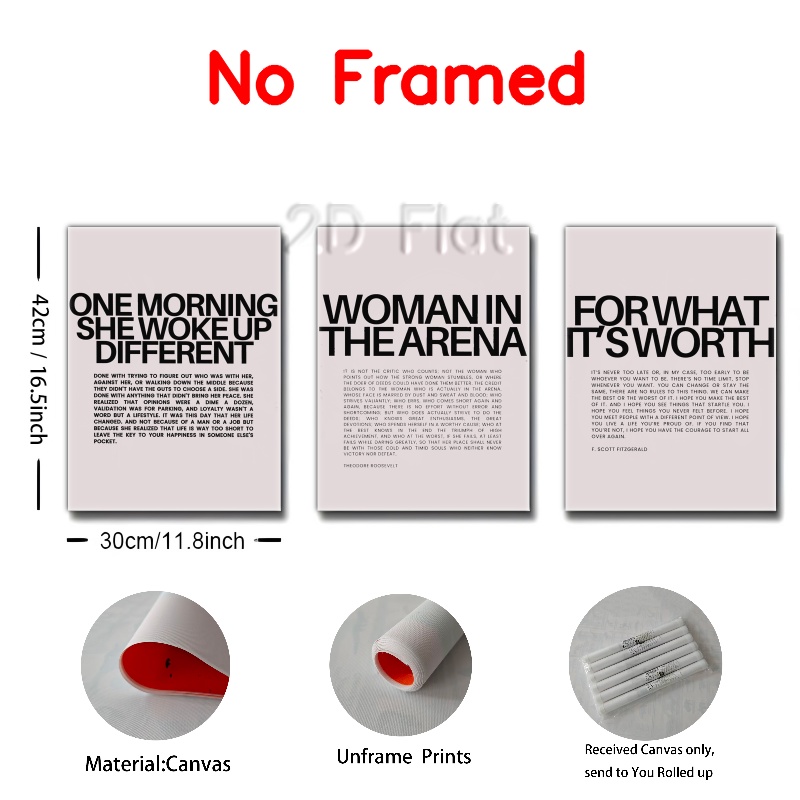 No Framed
2D Flat
42cm / 16.5inch
ONE MORNING
SHE WOKE UP
DIFFERENT
DONE WITH TRYING TO FIGURE OUT WHO WAS WITH HER,
AGAINST HER, OR WALKING DOWN THE MIDDLE BECAUSE
THEY DIDN'T HAVE THE GUTS TO CHOOSE A SIDE. SHE WAS
DONE WITH ANYTHING THAT DIDN'T BRING HER PEACE. SHE
REALIZED THAT OPINIONS WERE A DIME A DOZEN,
VALIDATION WAS FOR PARKING, AND LOYALTY WASN'T A
WORD BUT A LIFESTYLE. IT WAS THIS DAY THAT HER LIFE
CHANGED. AND NOT BECAUSE OF A MAN OR A JOB BUT
BECAUSE SHE REALIZED THAT LIFE IS WAY TOO SHORT TO
LEAVE THE KEY TO YOUR HAPPINESS IN SOMEONE ELSE'S
POCKET.
WOMAN IN
THE ARENA
IT IS NOT THE CRITIC WHO COUNTS; NOT THE WOMAN WHO
POINTS OUT HOW THE STRONG WOMAN STUMBLES, OR WHERE
THE DOER OF DEEDS COULD HAVE DONE THEM BETTER. THE CREDIT
BELONGS TO THE WOMAN WHO IS ACTUALLY IN THE ARENA,
WHOSE FACE IS MARRED BY DUST AND SWEAT AND BLOOD; WHO
STRIVES VALIANTLY; WHO ERRS, WHO COMES SHORT AGAIN AND
AGAIN, BECAUSE THERE IS NO EFFORT WITHOUT ERROR AND
SHORTCOMING; BUT WHO DOES ACTUALLY STRIVE TO DO THE
DEEDS; WHO KNOWS GREAT ENTHUSIASMS, THE GREAT
DEVOTIONS; WHO SPENDS HERSELF IN A WORTHY CAUSE; WHO AT
THE BEST KNOWS IN THE END THE TRIUMPH OF HIGH
ACHIEVEMENT, AND WHO AT THE WORST, IF SHE FAILS, AT LEAST
FAILS WHILE DARING GREATLY, SO THAT HER PLACE SHALL NEVER
BE WITH THOSE COLD AND TIMID SOULS WHO NEITHER KNOW
VICTORY NOR DEFEAT.
THEODORE ROOSEVELT
FOR WHAT
IT'S WORTH
IT'S NEVER TOO LATE OR, IN MY CASE, TOO EARLY TO BE
WHOEVER YOU WANT TO BE. THERE'S NO TIME LIMIT, STOP
WHENEVER YOU WANT. YOU CAN CHANGE OR STAY THE
SAME, THERE ARE NO RULES TO THIS THING. WE CAN MAKE
THE BEST OR THE WORST OF IT. I HOPE YOU MAKE THE BEST
OF IT. AND I HOPE YOU SEE THINGS THAT STARTLE YOU. I
HOPE YOU FEEL THINGS YOU NEVER FELT BEFORE. I HOPE
YOU MEET PEOPLE WITH A DIFFERENT POINT OF VIEW. I HOPE
YOU LIVE A LIFE YOU'RE PROUD OF. IF YOU FIND THAT
YOU'RE NOT, I HOPE YOU HAVE THE COURAGE TO START ALL
OVER AGAIN.
F. SCOTT FITZGERALD
30cm/11.8inch
Material:Canvas
Unframe Prints
Received Canvas only,
send to You Rolled up